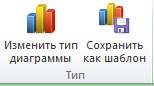 Изменить тип
диаграммы
Сохранить
как шаблон
Тип